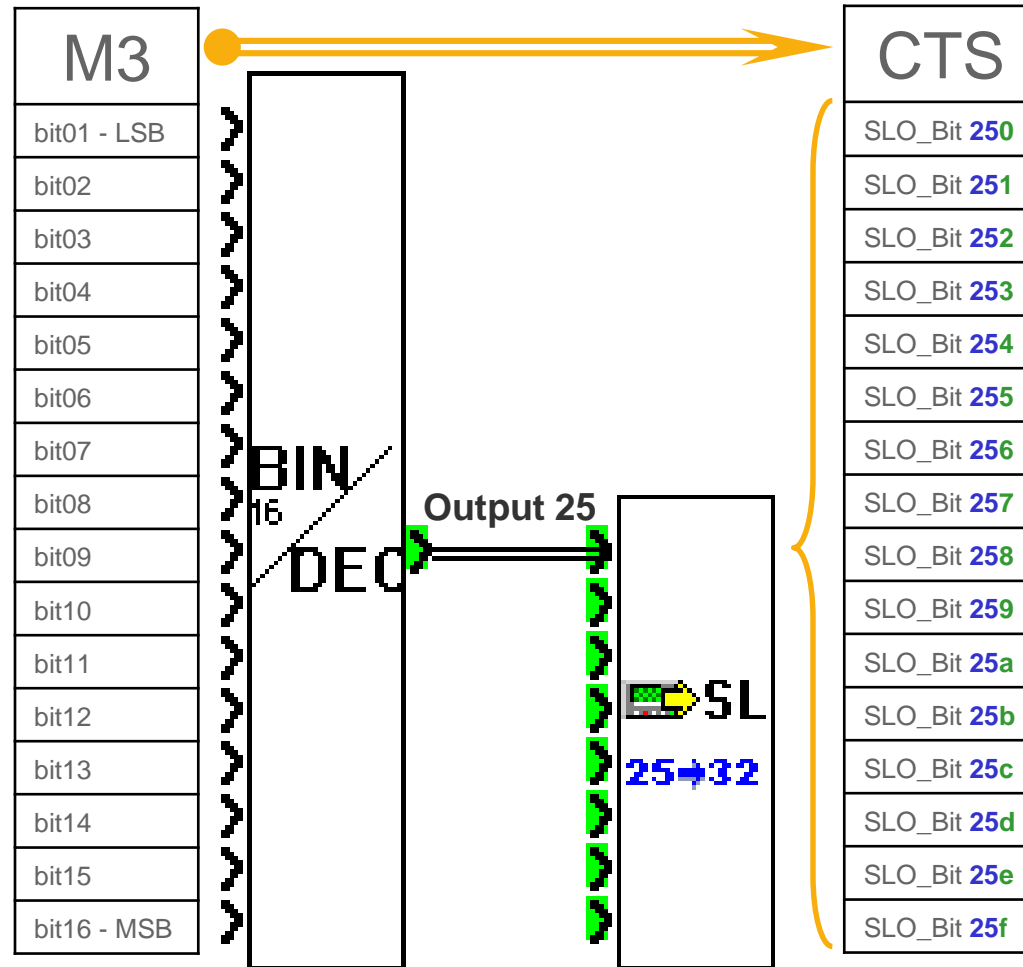 M3
bit01 - LSB
bit02
bit03
bit04
bit05
bit06
bit07
bit08
bit09
bit10
bit11
bit12
bit13
bit14
bit15
bit16 - MSB
BIN
16
DEC
Output 25
SL
25➡32
CTS
SLO_Bit 250
SLO_Bit 251
SLO_Bit 252
SLO_Bit 253
SLO_Bit 254
SLO_Bit 255
SLO_Bit 256
SLO_Bit 257
SLO_Bit 258
SLO_Bit 259
SLO_Bit 25a
SLO_Bit 25b
SLO_Bit 25c
SLO_Bit 25d
SLO_Bit 25e
SLO_Bit 25f